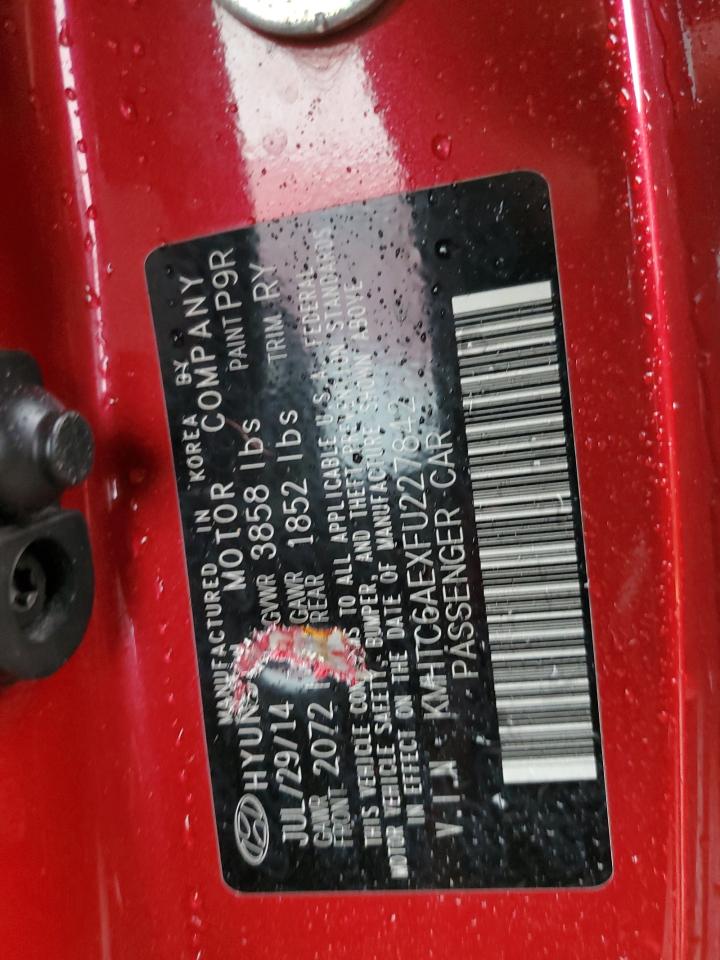 MANUFACTURED IN KOREA BY
HYUN MOTOR COMPANY
JUL/29/14 GVWR 3858 lbs PAINT P9R
GAWR FRONT 2072 GAWR REAR 1852 lbs TRIM RY
THIS VEHICLE TO ALL APPLICABLE U.S.A. FEDERAL
MOTOR VEHICLE SAFETY, BUMPER, AND THEFT PREVENTION STANDARDS
IN EFFECT ON THE DATE OF MANUFACTURE SHOWN ABOVE
V.I.N KMHTC6AEXFU227842
PASSENGER CAR